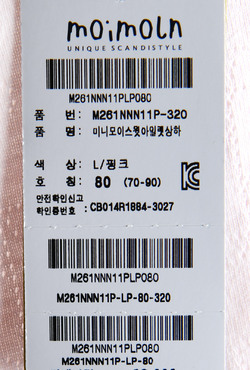 moimoln
UNIQUE SCANDISTYLE
M261NNN11PLP080
품 번: M261NNN11P-320
품 명: 미니모이스윗아일렛상하
색 상: L/핑크
호 칭: 80 (70-90)
안전확인신고
확인증번호 : CB014R1884-3027
M261NNN11PLP080
M261NNN11P-LP-80-320
M261NNN11PLP080
M261NNN11P-LP-80